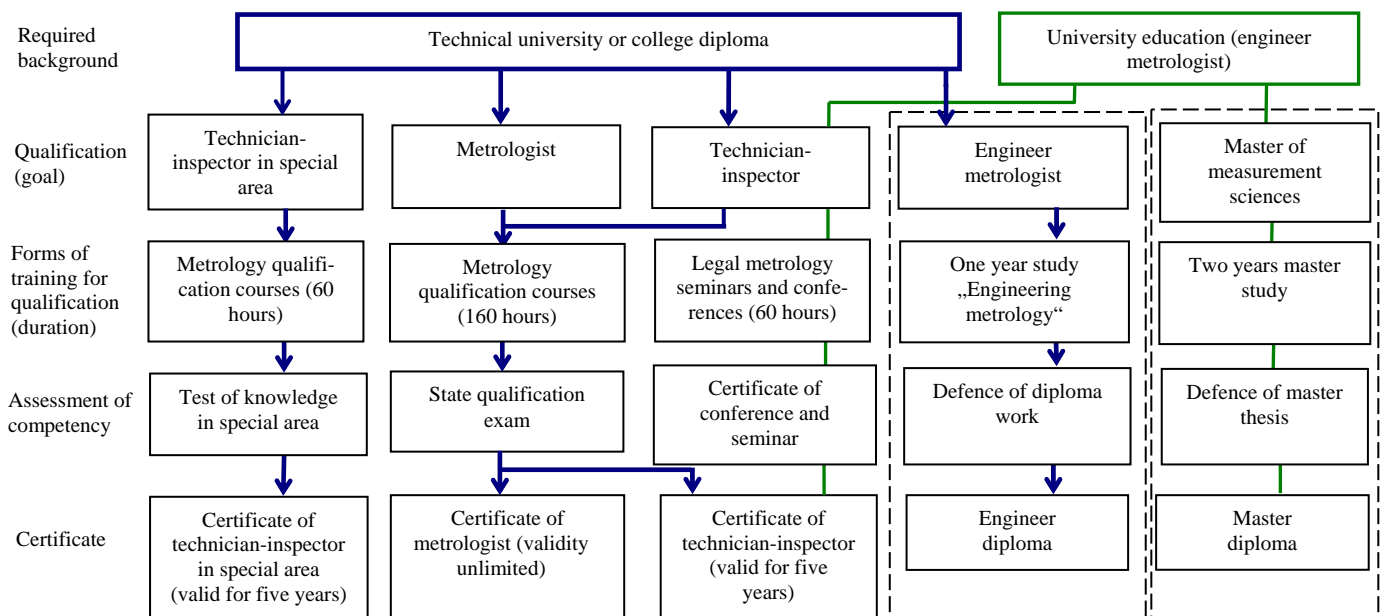 Required
background
Technical university or college diploma
University education (engineer
metrologist)
Qualification
(goal)
Technician-
inspector in special
area
Metrologist
Technician-
inspector
Engineer
metrologist
Master of
measurement
sciences
Forms of
training for
qualification
(duration)
Metrology qualifi-
cation courses (60
hours)
Metrology
qualification courses
(160 hours)
Legal metrology
seminars and confe-
rences (60 hours)
One year study
„Engineering
metrology“
Two years master
study
Assessment of
competency
Test of knowledge
in special area
State qualification
exam
Certificate of
conference and
seminar
Defence of diploma
work
Defence of master
thesis
Certificate
Certificate of
technician-inspector
in special area
(valid for five years)
Certificate of
metrologist (validity
unlimited)
Certificate of
technician-inspector
(valid for five
years)
Engineer
diploma
Master
diploma